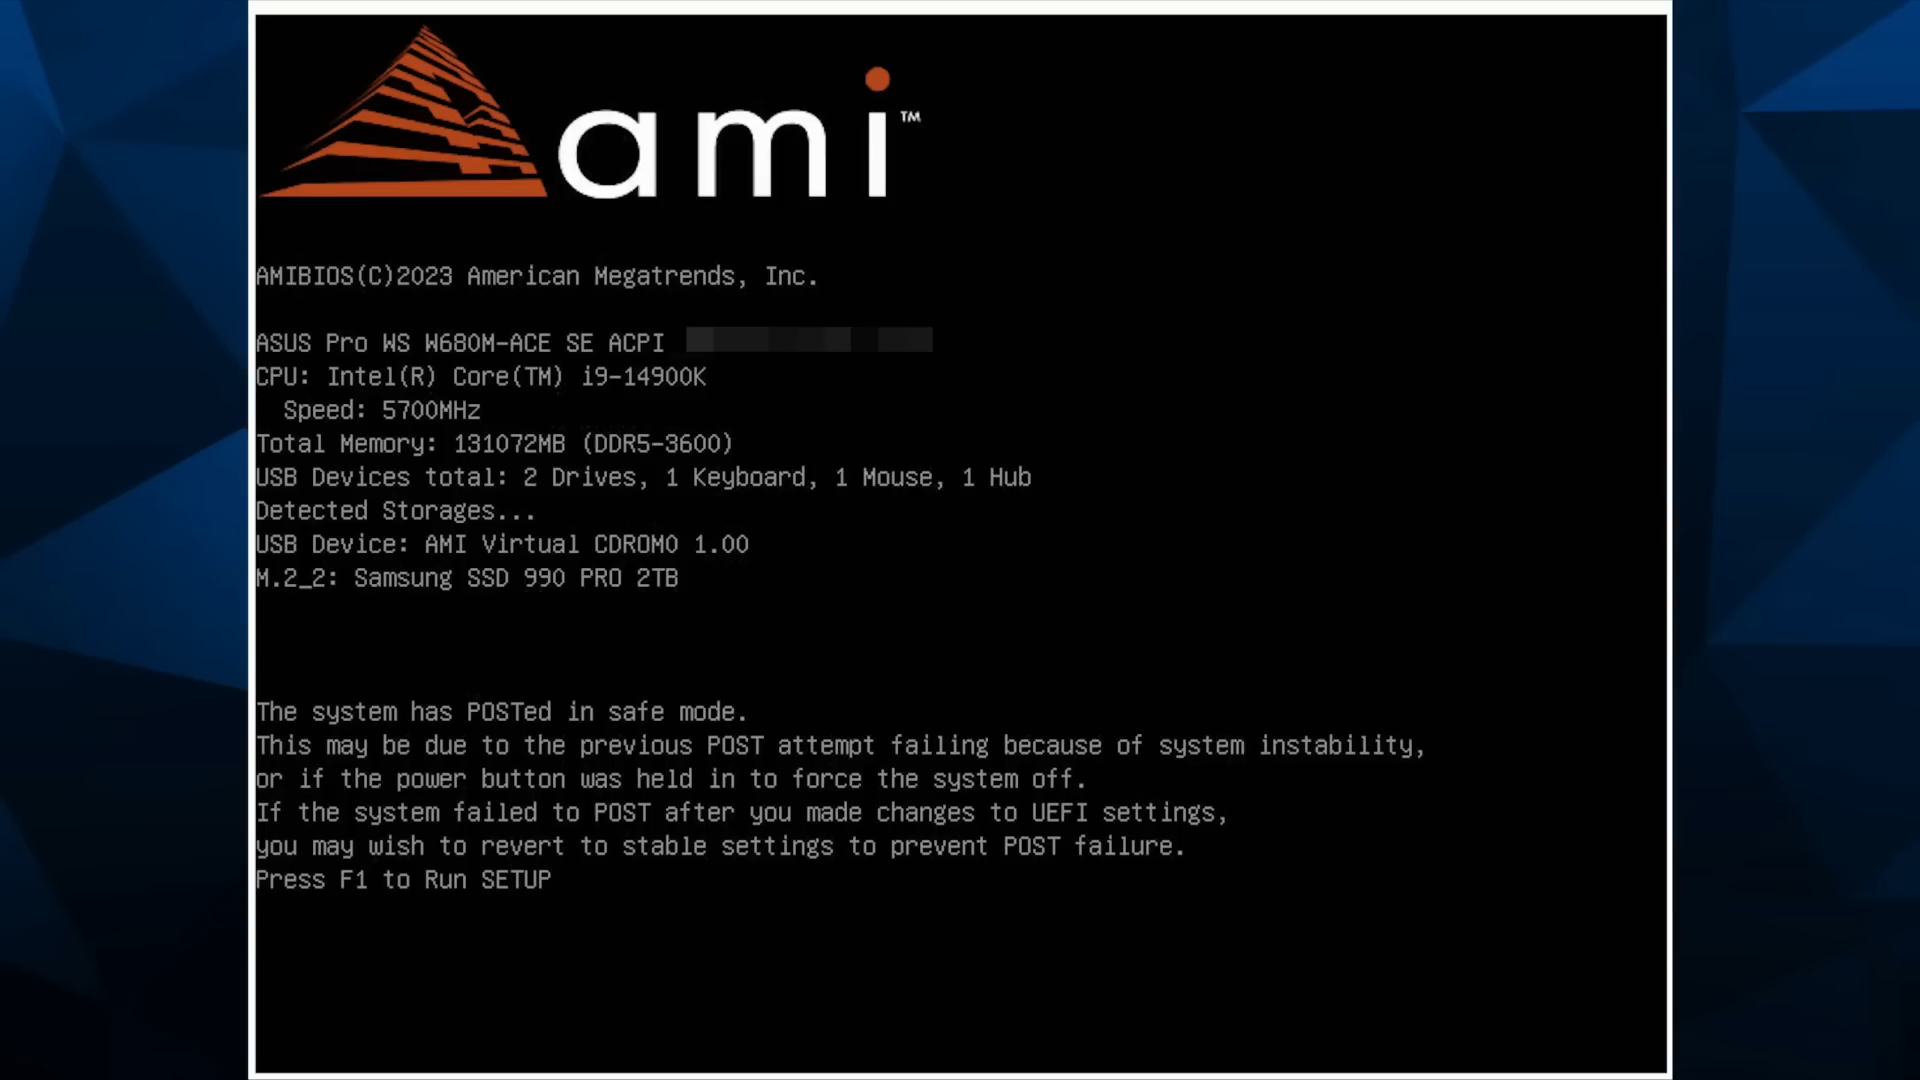 ami™
AMIBIOS(C)2023 American Megatrends, Inc.
ASUS Pro WS W680M-ACE SE ACPI
CPU: Intel(R) Core(TM) i9-14900K
Speed: 5700MHz
Total Memory: 131072MB (DDR5-3600)
USB Devices total: 2 Drives, 1 Keyboard, 1 Mouse, 1 Hub
Detected Storages...
USB Device: AMI Virtual CDROM0 1.00
M.2_2: Samsung SSD 990 PRO 2TB
The system has POSTed in safe mode.
This may be due to the previous POST attempt failing because of system instability,
or if the power button was held in to force the system off.
If the system failed to POST after you made changes to UEFI settings,
you may wish to revert to stable settings to prevent POST failure.
Press F1 to Run SETUP